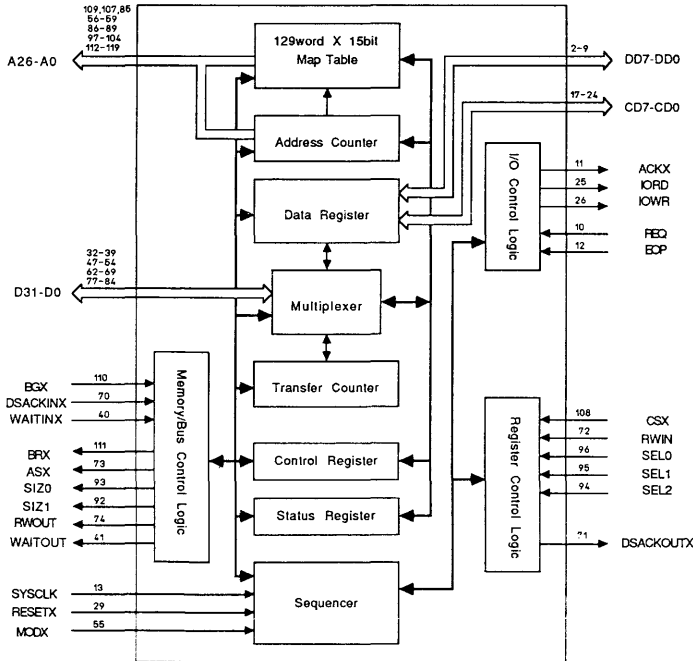 109,107,85
56-59
86-89
97-104
112-119
A26-A0
129word X 15bit
Map Table
2-9
DD7-DD0
17-24
CD7-CD0
Address Counter
I/O Control Logic
11
ACKX
25
IORD
26
IOWR
10
REQ
12
EOP
Data Register
32-39
47-54
62-69
77-84
D31-D0
Multiplexer
Transfer Counter
Memory/Bus Control Logic
BGX
110
DSACKINX
70
WAITINX
40
BRX
111
ASX
73
SIZ0
93
SIZ1
92
RWOUT
74
WAITOUT
41
Control Register
Status Register
Register Control Logic
108
CSX
72
RWIN
96
SEL0
95
SEL1
94
SEL2
71
DSACKOUTX
SYSCLK
13
RESETX
29
MODX
55
Sequencer